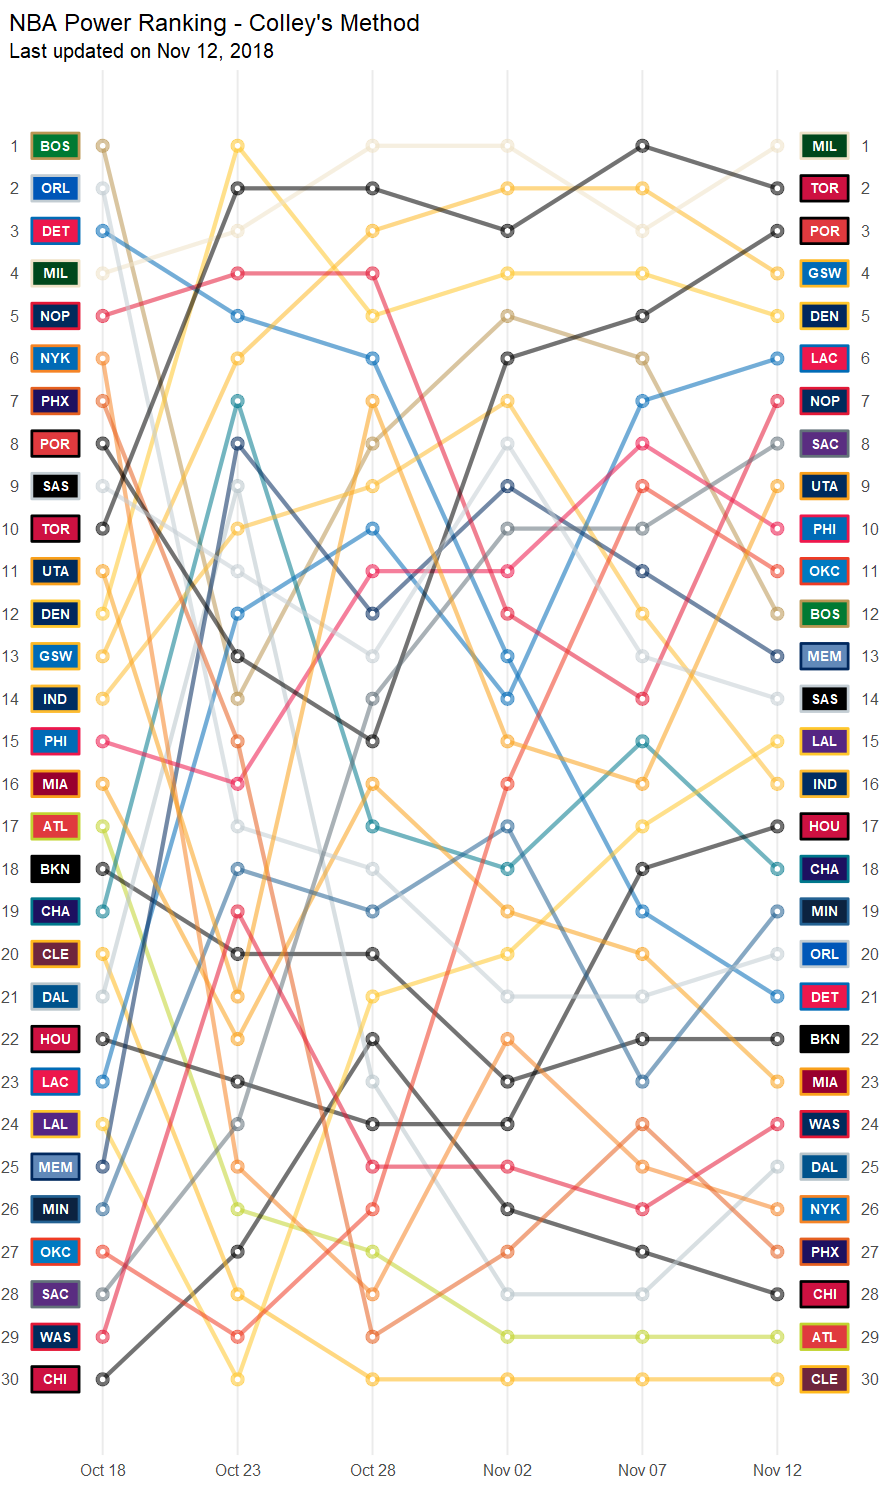 NBA Power Ranking - Colley's Method
Last updated on Nov 12, 2018
1 BOS MIL 1
2 ORL TOR 2
3 DET POR 3
4 MIL GSW 4
5 NOP DEN 5
6 NYK LAC 6
7 PHX NOP 7
8 POR SAC 8
9 SAS UTA 9
10 TOR PHI 10
11 UTA OKC 11
12 DEN BOS 12
13 GSW MEM 13
14 IND SAS 14
15 PHI LAL 15
16 MIA IND 16
17 ATL HOU 17
18 BKN CHA 18
19 CHA MIN 19
20 CLE ORL 20
21 DAL DET 21
22 HOU BKN 22
23 LAC MIA 23
24 LAL WAS 24
25 MEM DAL 25
26 MIN NYK 26
27 OKC PHX 27
28 SAC CHI 28
29 WAS ATL 29
30 CHI CLE 30
Oct 18 Oct 23 Oct 28 Nov 02 Nov 07 Nov 12